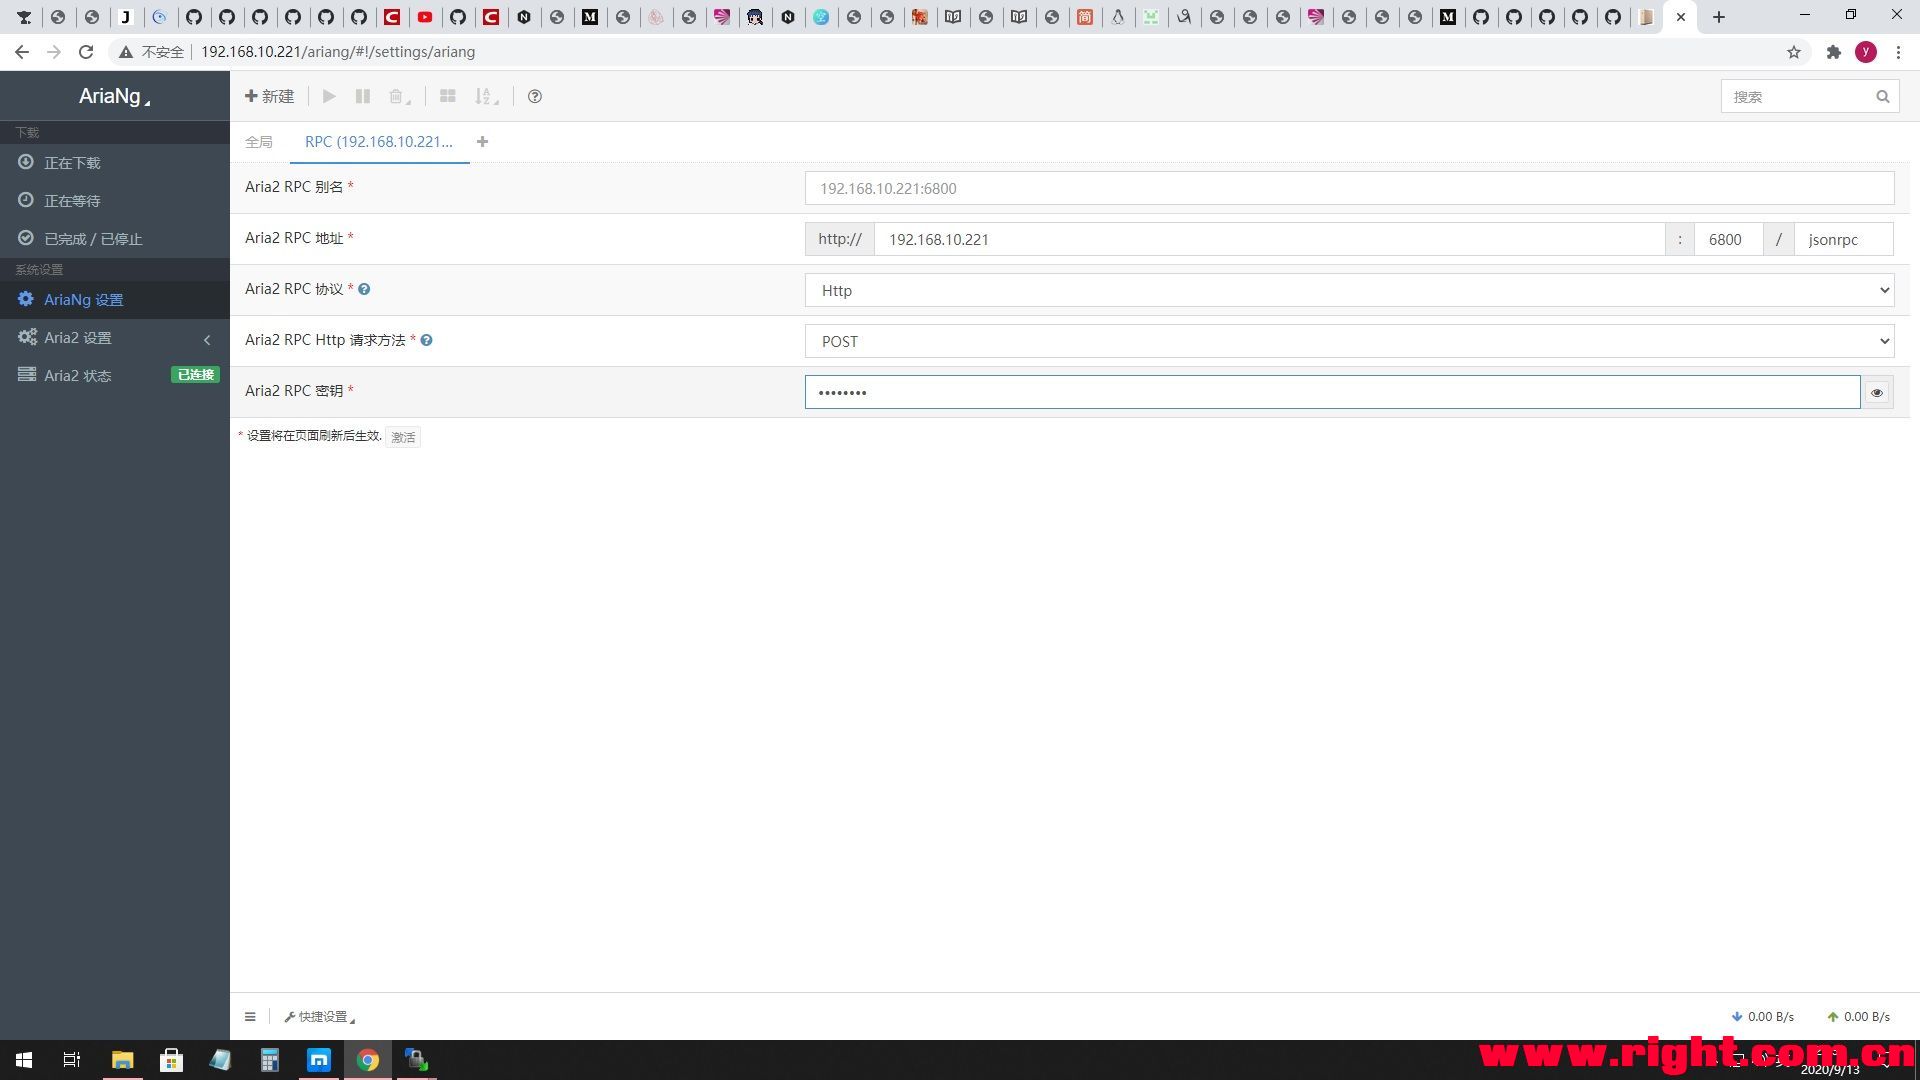 不安全 192.168.10.221/ariang/#!/settings/ariang
AriaNg
新建
搜索
下载
正在下载
正在等待
已完成 / 已停止
系统设置
AriaNg 设置
Aria2 设置
Aria2 状态 已连接
全局 RPC (192.168.10.221...
Aria2 RPC 别名 * 192.168.10.221:6800
Aria2 RPC 地址 * http:// 192.168.10.221 : 6800 / jsonrpc
Aria2 RPC 协议 * Http
Aria2 RPC Http 请求方法 * POST
Aria2 RPC 密钥 * ••••••••
* 设置将在页面刷新后生效. 激活
快捷设置 0.00 B/s 0.00 B/s
www.right.com.cn
2020/9/13